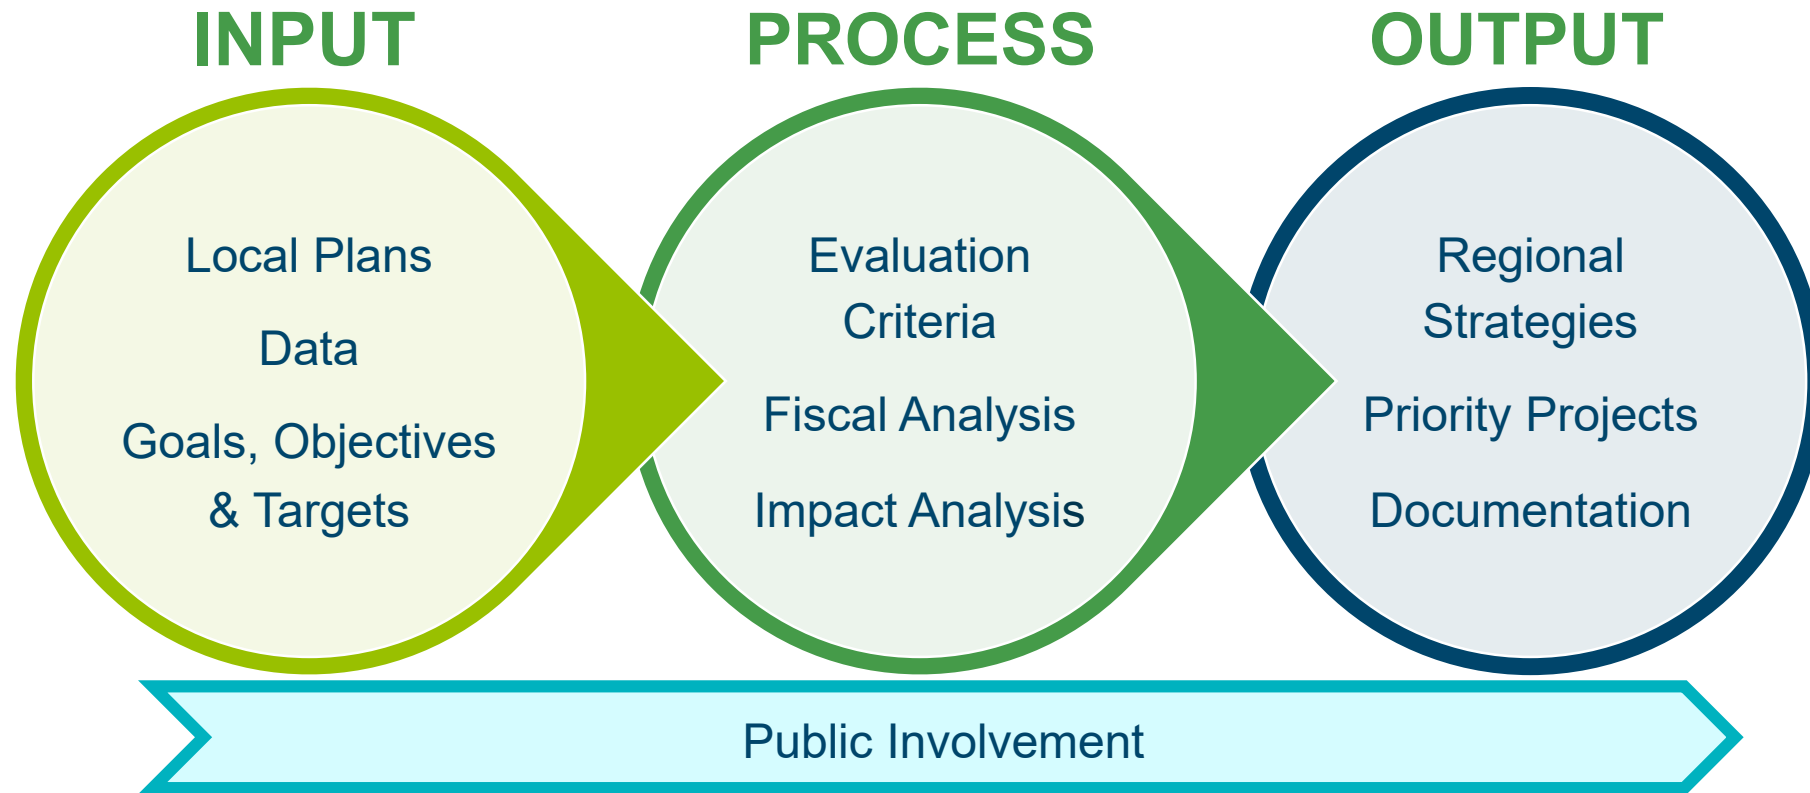 INPUT
PROCESS
OUTPUT
Local Plans
Data
Goals, Objectives
& Targets
Evaluation
Criteria
Fiscal Analysis
Impact Analysis
Regional
Strategies
Priority Projects
Documentation
Public Involvement